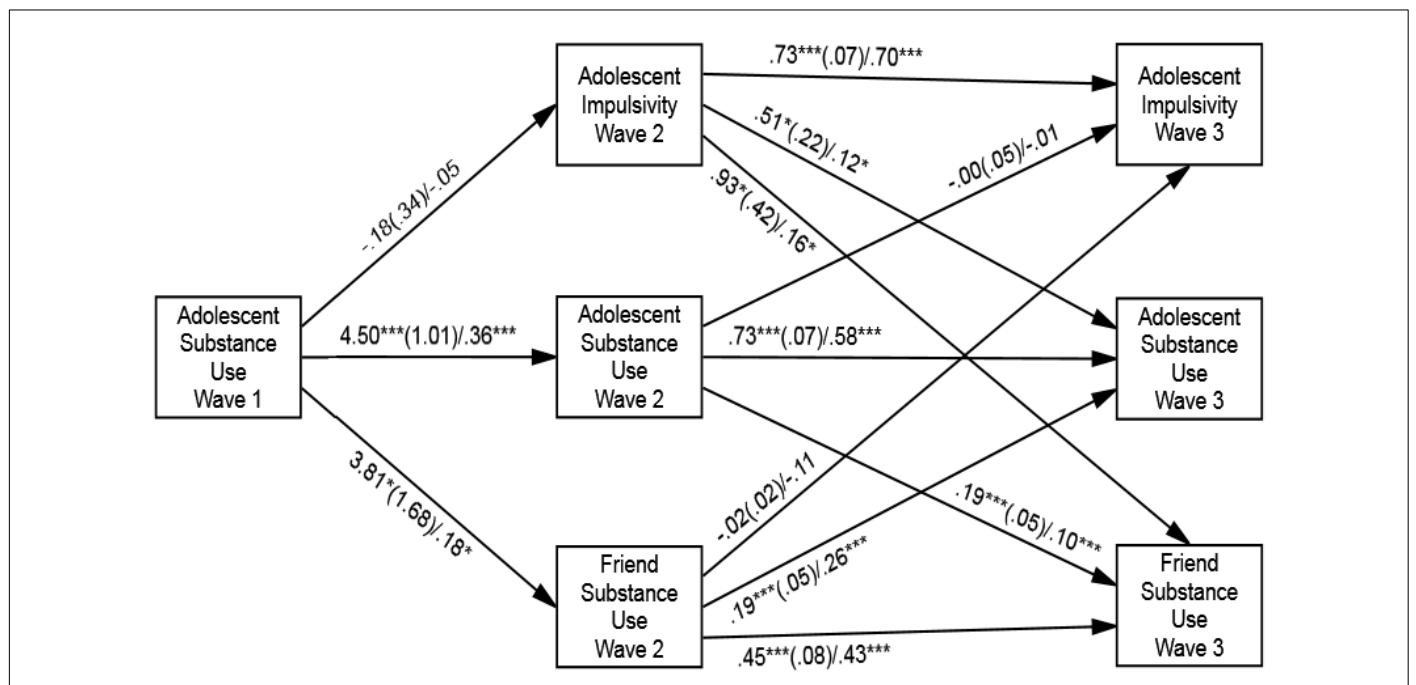 Adolescent
Impulsivity
Wave 2
.73***(.07)/.70***
Adolescent
Impulsivity
Wave 3
.51*(.22)/.12*
-.00(.05)/-.01
.93*(.42)/.16*
-.18(.34)/-.05
Adolescent
Substance
Use
Wave 1
4.50***(1.01)/.36***
Adolescent
Substance
Use
Wave 2
.73***(.07)/.58***
Adolescent
Substance
Use
Wave 3
3.81*(1.68)/.18*
-.02(.02)/-.11
.19***(.05)/.10***
.19***(.05)/.26***
Friend
Substance
Use
Wave 2
.45***(.08)/.43***
Friend
Substance
Use
Wave 3